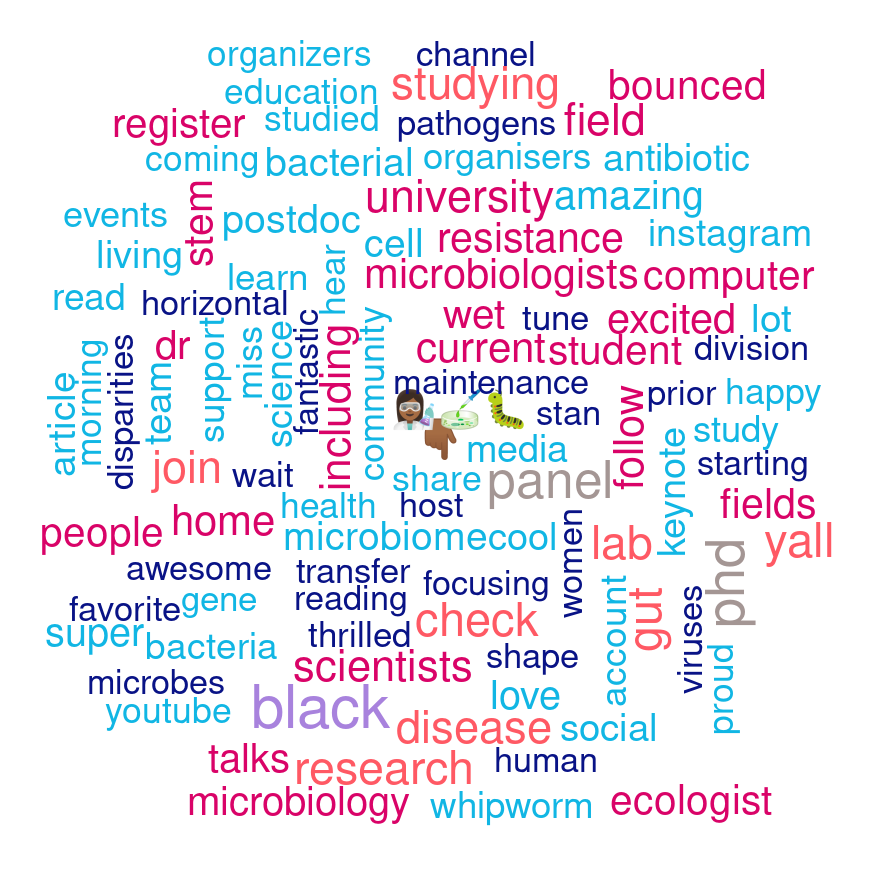 organizers
channel
education
studying
bounced
register
studied
pathogens
field
coming
bacterial
organisers
antibiotic
stem
university
amazing
events
postdoc
cell
resistance
instagram
living
learn
hear
microbiologists
computer
read
horizontal
wet
tune
excited
lot
dr
support
miss
science
fantastic
including
community
current
student
division
article
morning
disparities
team
maintenance
stan
prior
happy
follow
study
join
wait
media
share
panel
keynote
starting
people
home
health
host
fields
microbiomecool
women
lab
yall
phd
awesome
transfer
focusing
favorite
gene
reading
check
account
gut
viruses
super
bacteria
thrilled
shape
proud
microbes
scientists
youtube
black
love
disease
social
talks
research
human
microbiology
whipworm
ecologist